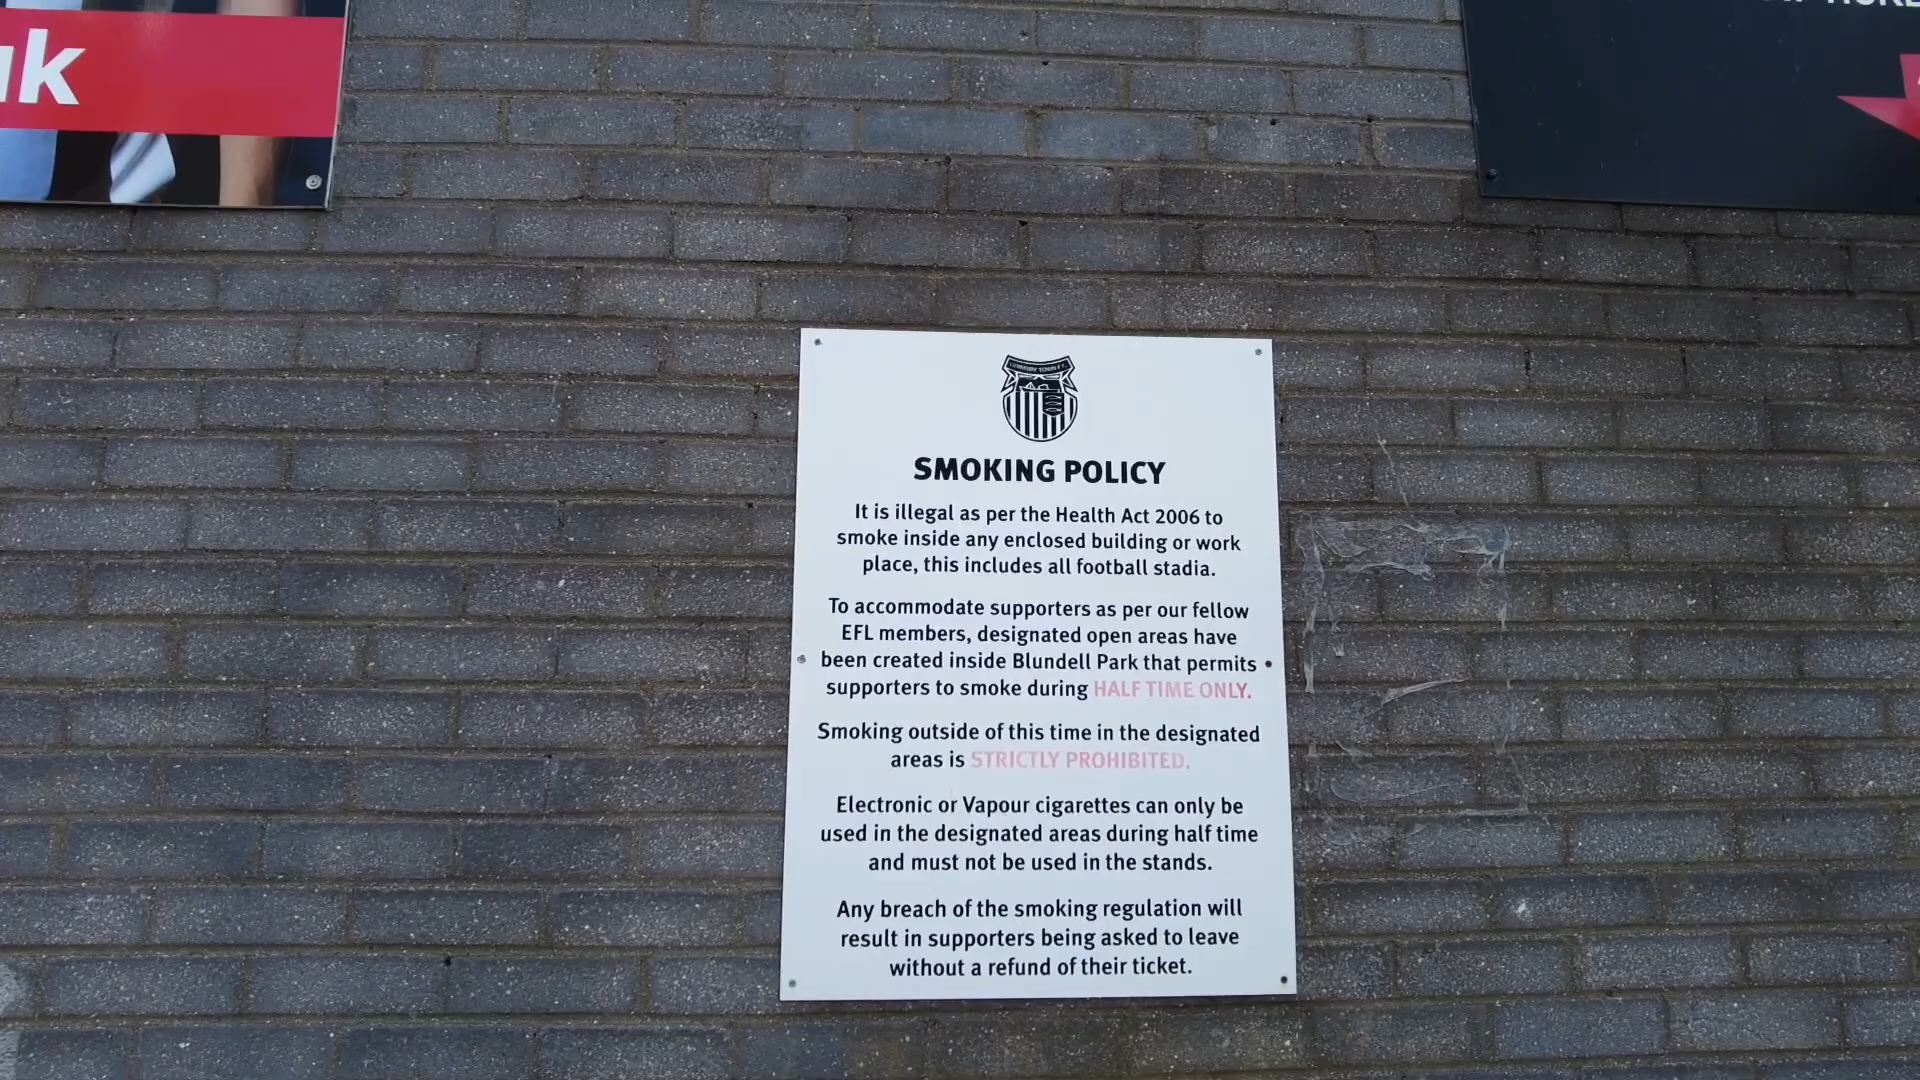 uk
GRIMSBY TOWN F.C.
SMOKING POLICY
It is illegal as per the Health Act 2006 to
smoke inside any enclosed building or work
place, this includes all football stadia.
To accommodate supporters as per our fellow
EFL members, designated open areas have
been created inside Blundell Park that permits
supporters to smoke during HALF TIME ONLY.
Smoking outside of this time in the designated
areas is STRICTLY PROHIBITED.
Electronic or Vapour cigarettes can only be
used in the designated areas during half time
and must not be used in the stands.
Any breach of the smoking regulation will
result in supporters being asked to leave
without a refund of their ticket.